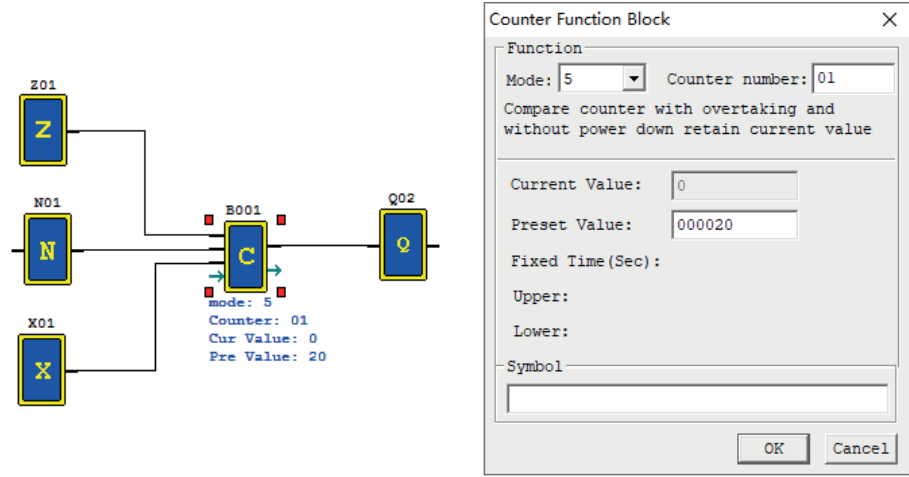 Z01
Z
N01
N
X01
X
B001
C
mode: 5
Counter: 01
Cur Value: 0
Pre Value: 20
Q02
Q
Counter Function Block
Function
Mode: 5 Counter number: 01
Compare counter with overtaking and
without power down retain current value
Current Value: 0
Preset Value: 000020
Fixed Time(Sec):
Upper:
Lower:
Symbol
OK Cancel